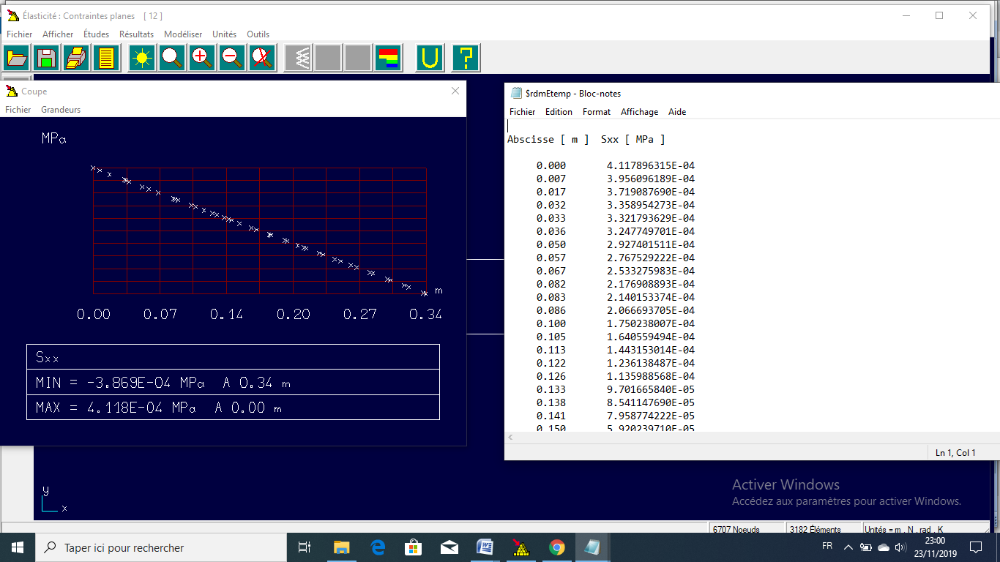 Élasticité : Contraintes planes [ 12 ]
Fichier Afficher Études Résultats Modéliser Unités Outils
Coupe
Fichier Grandeurs
MPa
m
0.00 0.07 0.14 0.20 0.27 0.34
Sxx
MIN = -3.869E-04 MPa A 0.34 m
MAX = 4.118E-04 MPa A 0.00 m
$rdmEtemp - Bloc-notes
Fichier Edition Format Affichage Aide
Abscisse [ m ] Sxx [ MPa ]
0.000 4.117896315E-04
0.007 3.956096189E-04
0.017 3.719087690E-04
0.032 3.358954273E-04
0.033 3.321793629E-04
0.036 3.247749701E-04
0.050 2.927401511E-04
0.057 2.767529222E-04
0.067 2.533275983E-04
0.082 2.176908893E-04
0.083 2.140153374E-04
0.086 2.066693705E-04
0.100 1.750238007E-04
0.105 1.640559494E-04
0.113 1.443153014E-04
0.122 1.236138487E-04
0.126 1.135988568E-04
0.133 9.701665840E-05
0.138 8.541147690E-05
0.141 7.958774222E-05
0.150 5.920239710E-05
Ln 1, Col 1
y
x
Activer Windows
Accédez aux paramètres pour activer Windows.
6707 Noeuds 3182 Éléments Unités = m , N , rad , K
Taper ici pour rechercher
FR
23:00
23/11/2019